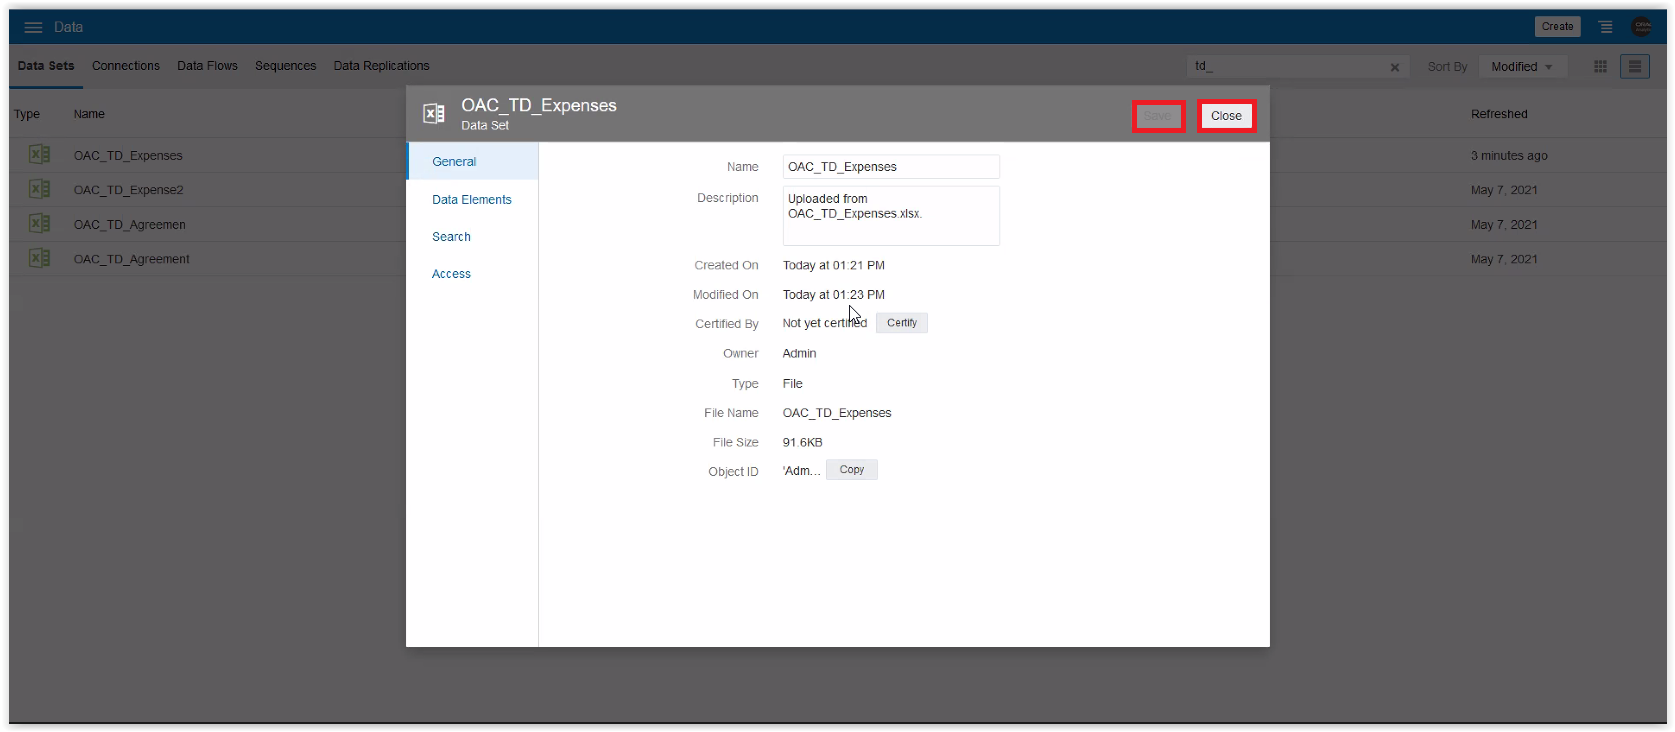 Data
Create
Data Sets Connections Data Flows Sequences Data Replications
td_
Sort By Modified
Type Name Refreshed
OAC_TD_Expenses 3 minutes ago
OAC_TD_Expense2 May 7, 2021
OAC_TD_Agreemen May 7, 2021
OAC_TD_Agreement May 7, 2021
OAC_TD_Expenses
Data Set
Save Close
General
Data Elements
Search
Access
Name OAC_TD_Expenses
Description Uploaded from
OAC_TD_Expenses.xlsx.
Created On Today at 01:21 PM
Modified On Today at 01:23 PM
Certified By Not yet certified Certify
Owner Admin
Type File
File Name OAC_TD_Expenses
File Size 91.6KB
Object ID 'Adm... Copy